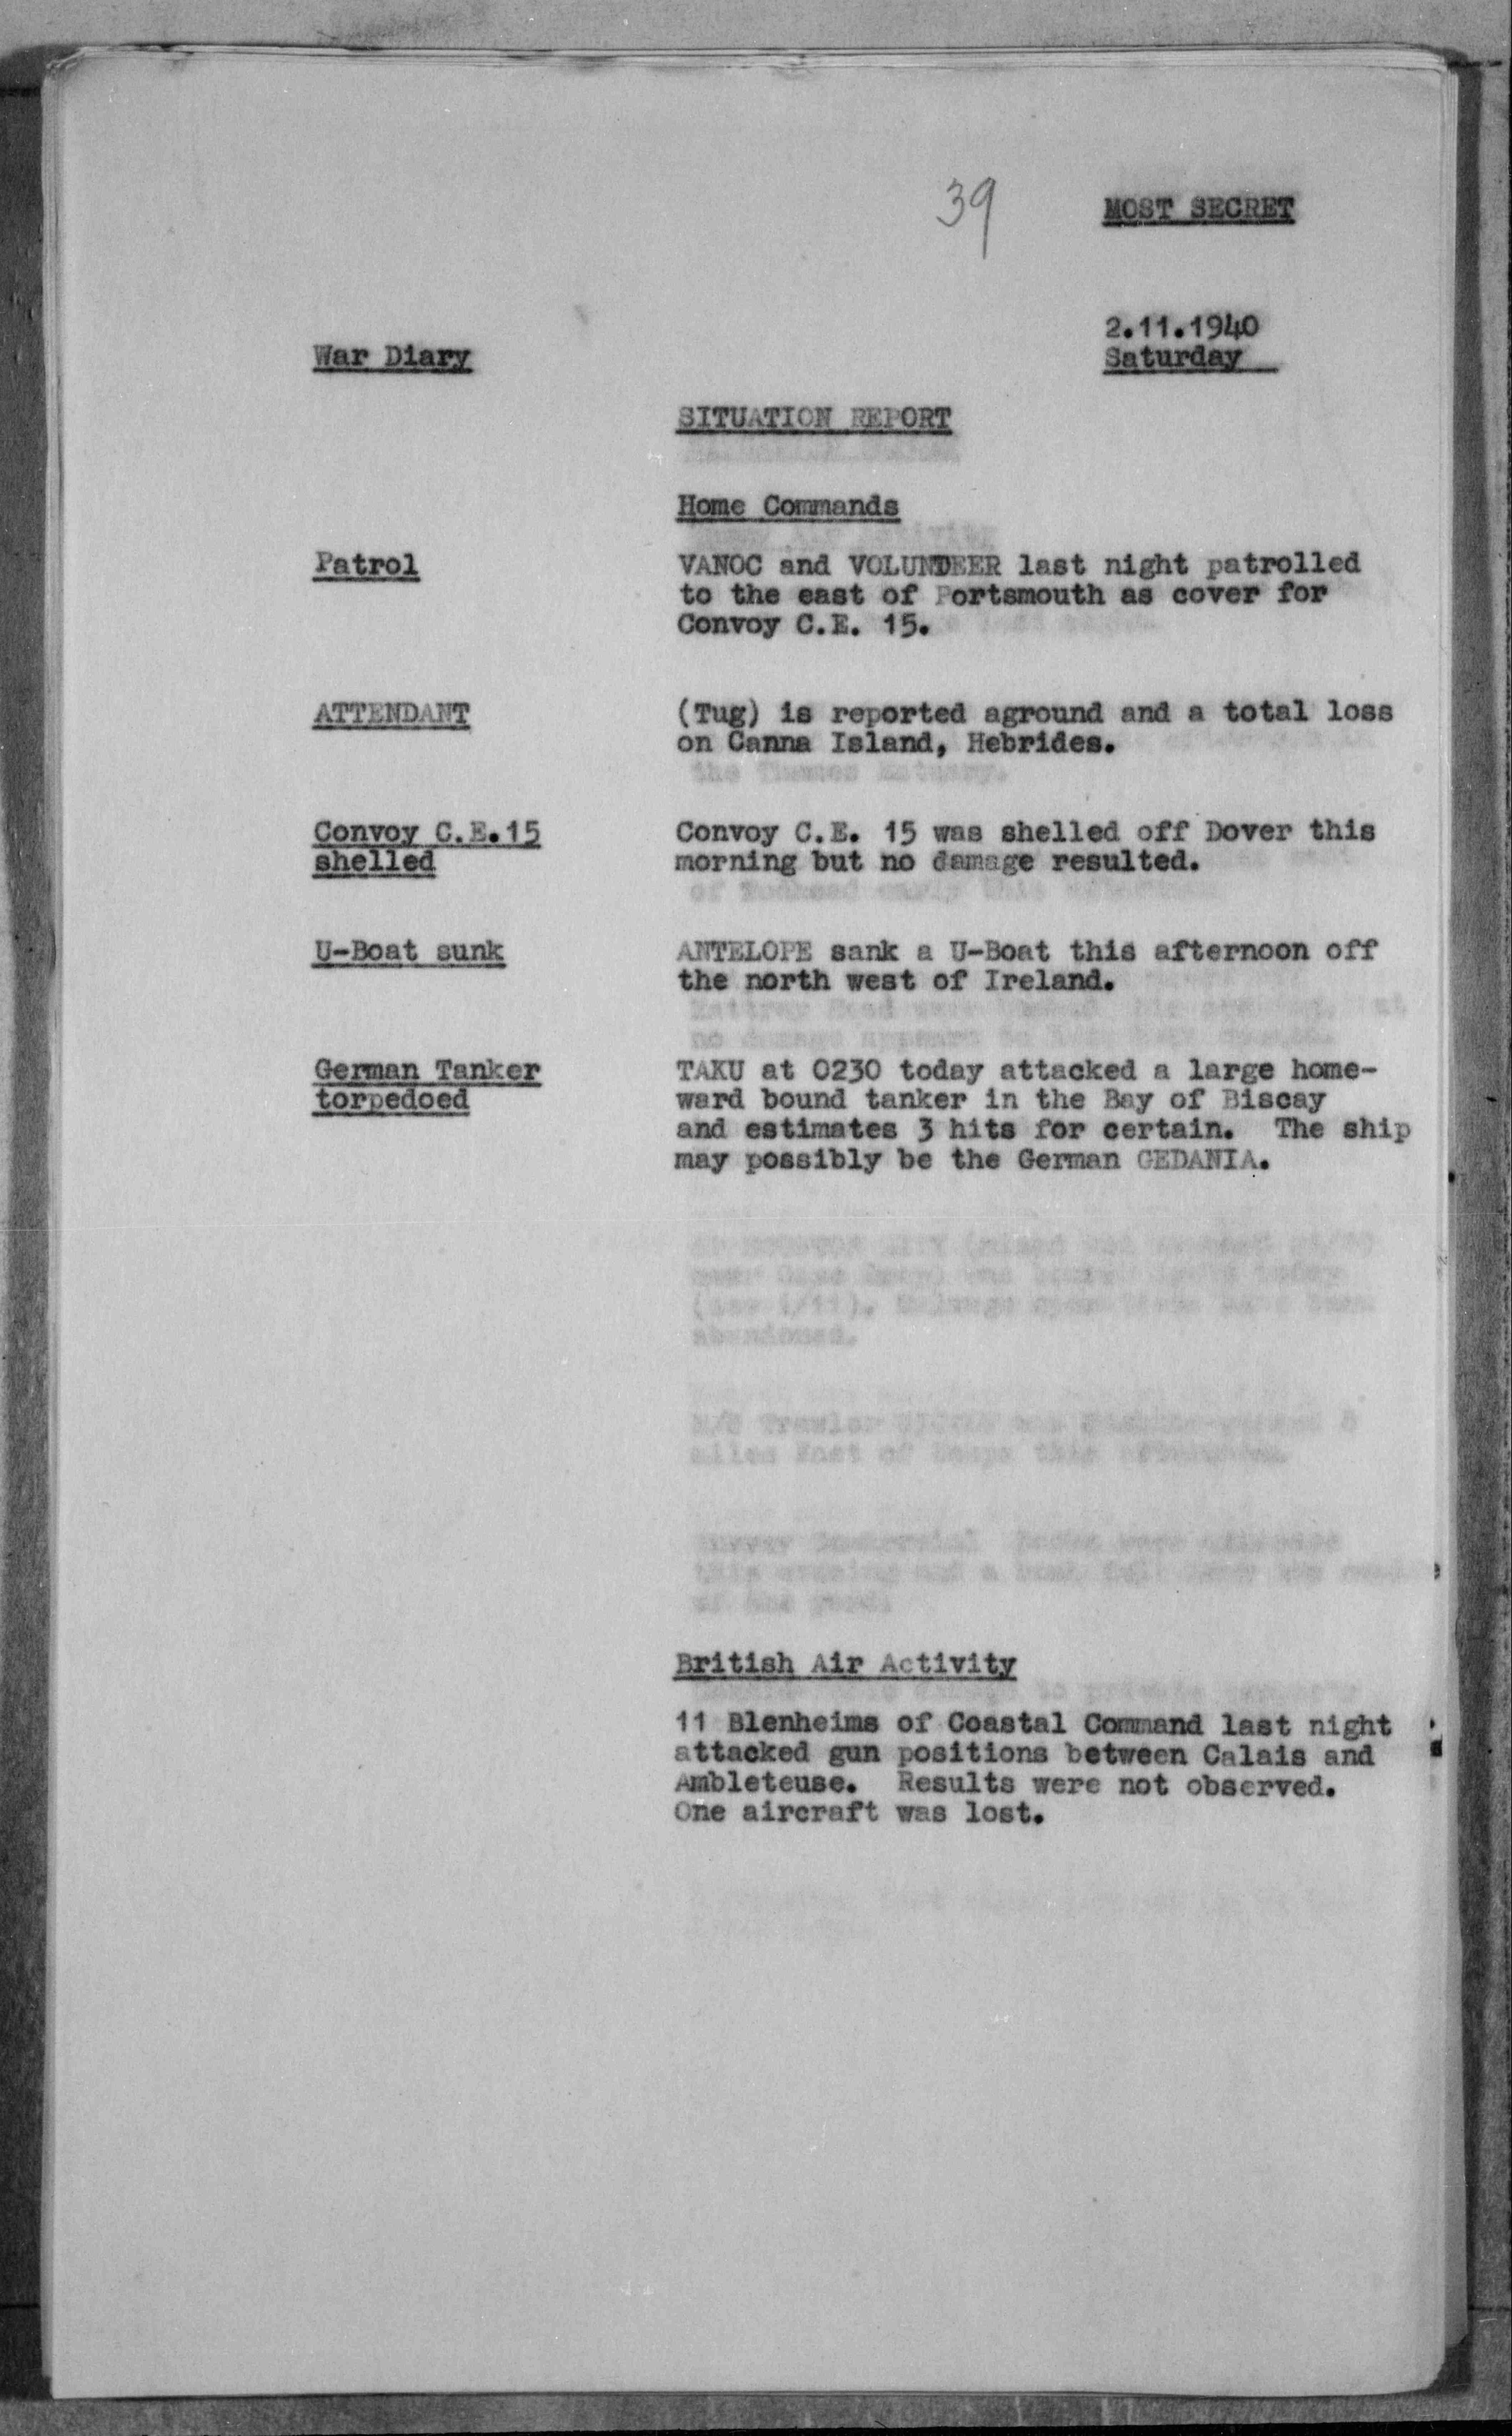 39
MOST SECRET
2.11.1940
War Diary
Saturday
SITUATION REPORT
Home Commands
Patrol
VANOC and VOLUNDEER last night patrolled
to the east of Portsmouth as cover for
Convoy C.E. 15.
ATTENDANT
(Tug) is reported aground and a total loss
on Canna Island, Hebrides.
Convoy C.E.15
shelled
Convoy C.E. 15 was shelled off Dover this
morning but no damage resulted.
U-Boat sunk
ANTELOPE sank a U-Boat this afternoon off
the north west of Ireland.
German Tanker
torpedoed
TAKU at 0230 today attacked a large home-
ward bound tanker in the Bay of Biscay
and estimates 3 hits for certain. The ship
may possibly be the German GEDANIA.
British Air Activity
11 Blenheims of Coastal Command last night
attacked gun positions between Calais and
Ambleteuse. Results were not observed.
One aircraft was lost.